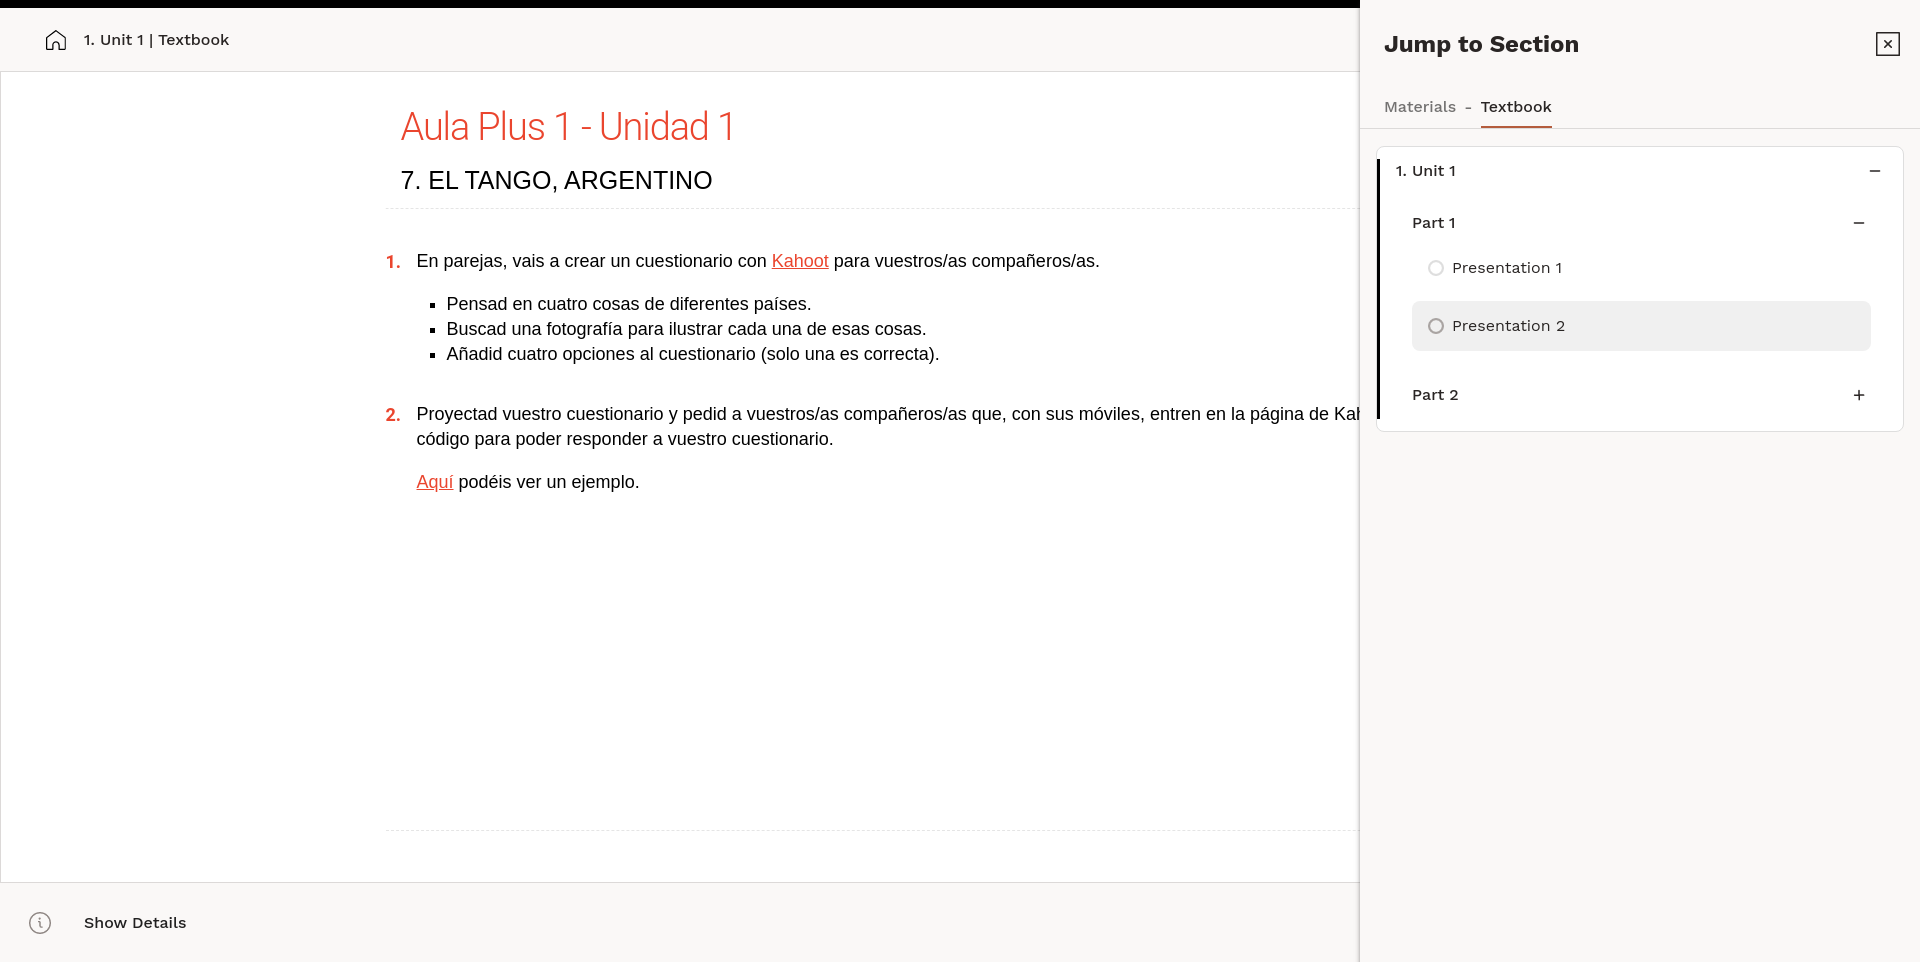 1. Unit 1 | Textbook
Aula Plus 1 - Unidad 1
7. EL TANGO, ARGENTINO
1. En parejas, vais a crear un cuestionario con Kahoot para vuestros/as compañeros/as.
Pensad en cuatro cosas de diferentes países.
Buscad una fotografía para ilustrar cada una de esas cosas.
Añadid cuatro opciones al cuestionario (solo una es correcta).
2. Proyectad vuestro cuestionario y pedid a vuestros/as compañeros/as que, con sus móviles, entren en la página de
código para poder responder a vuestro cuestionario.
Aquí podéis ver un ejemplo.
Show Details
Jump to Section
Materials - Textbook
1. Unit 1
Part 1
Presentation 1
Presentation 2
Part 2